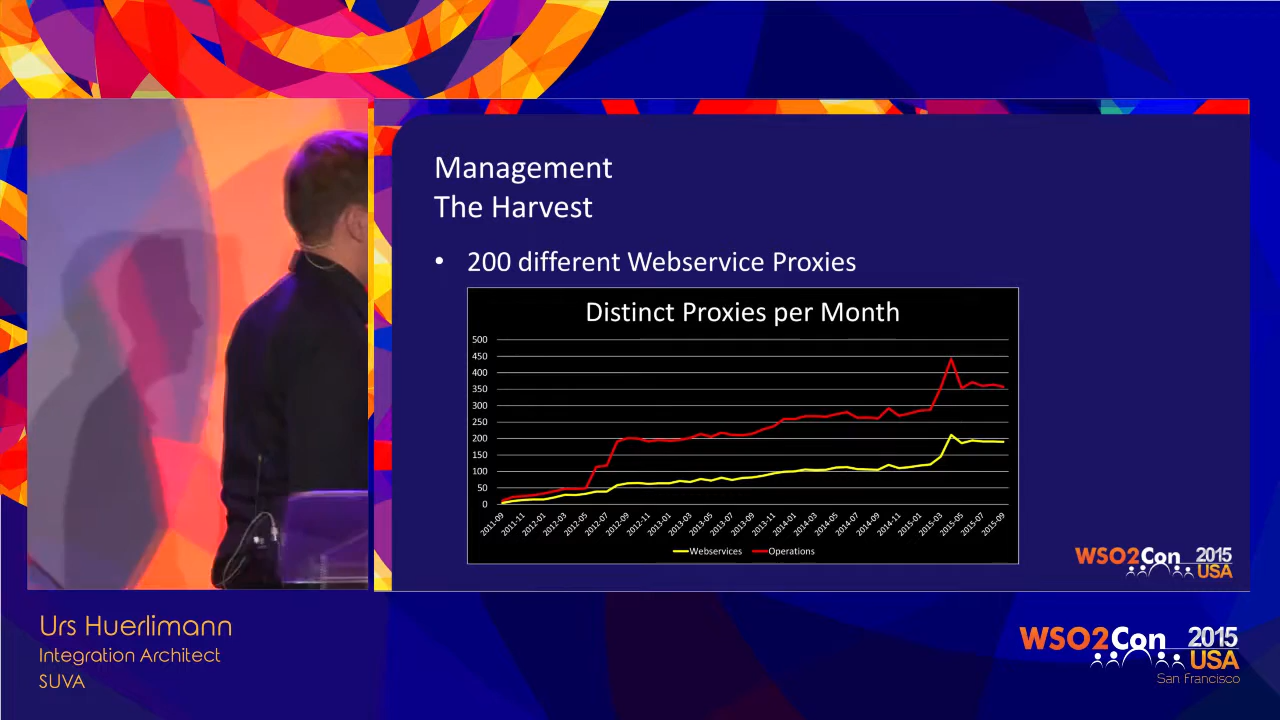 Management
The Harvest
• 200 different Webservice Proxies
Distinct Proxies per Month
500
450
400
350
300
250
200
150
100
50
0
2011-09
2011-11
2012-01
2012-03
2012-05
2012-07
2012-09
2012-11
2013-01
2013-03
2013-05
2013-07
2013-09
2013-11
2014-01
2014-03
2014-05
2014-07
2014-09
2014-11
2015-01
2015-03
2015-05
2015-07
2015-09
Webservices Operations
WSO2Con 2015
USA
Urs Huerlimann
Integration Architect
SUVA
WSO2Con 2015
USA
San Francisco